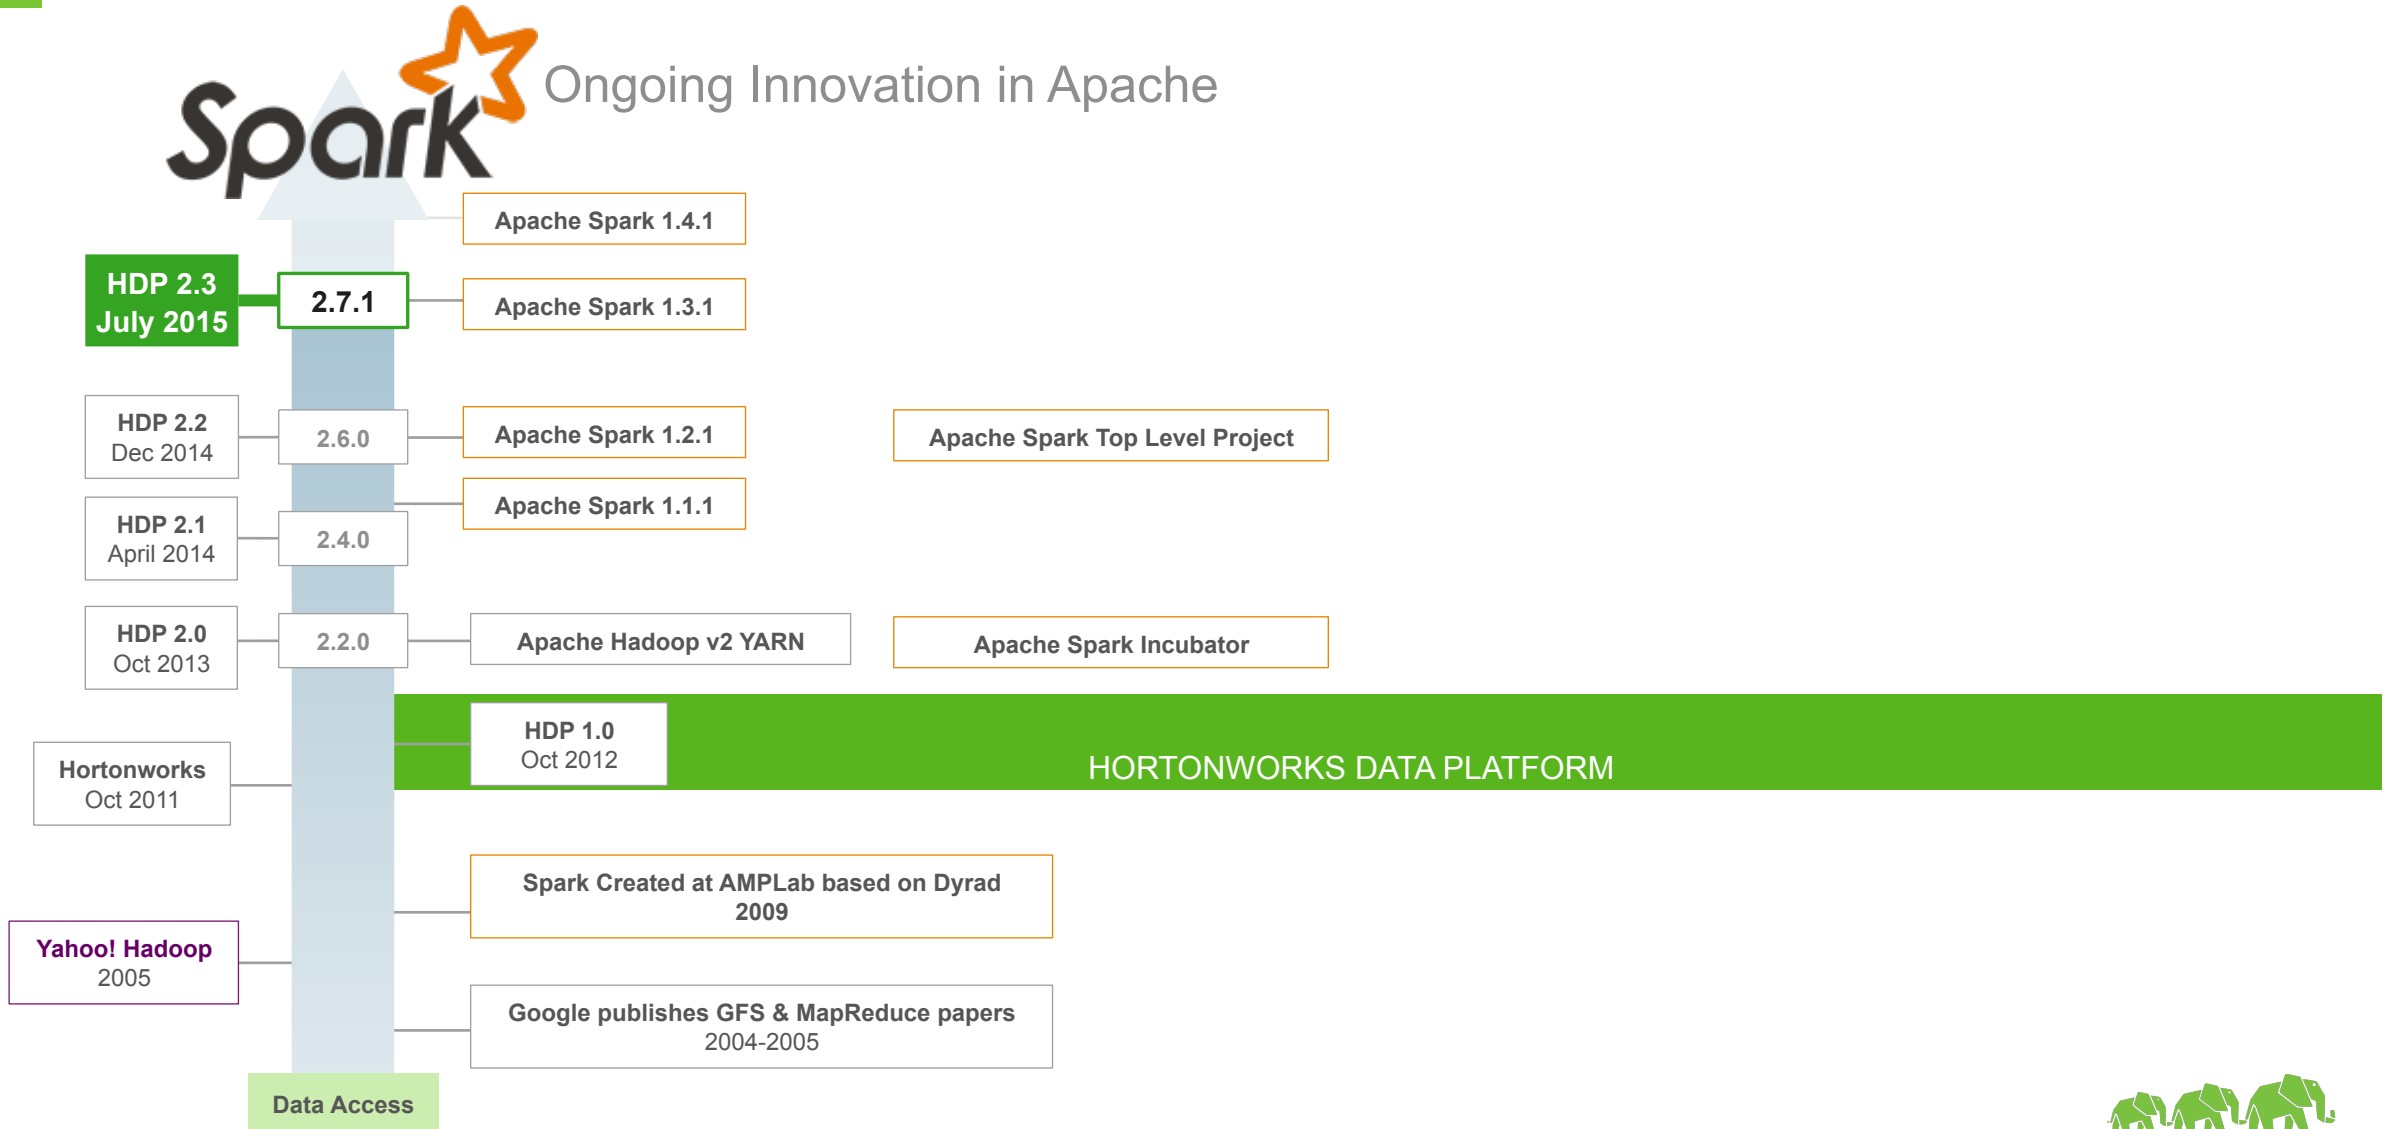 Spark
Ongoing Innovation in Apache
Apache Spark 1.4.1
HDP 2.3
July 2015
2.7.1
Apache Spark 1.3.1
HDP 2.2
Dec 2014
2.6.0
Apache Spark 1.2.1
Apache Spark Top Level Project
Apache Spark 1.1.1
HDP 2.1
April 2014
2.4.0
HDP 2.0
Oct 2013
2.2.0
Apache Hadoop v2 YARN
Apache Spark Incubator
HDP 1.0
Oct 2012
HORTONWORKS DATA PLATFORM
Hortonworks
Oct 2011
Spark Created at AMPLab based on Dyrad
2009
Yahoo! Hadoop
2005
Google publishes GFS & MapReduce papers
2004-2005
Data Access